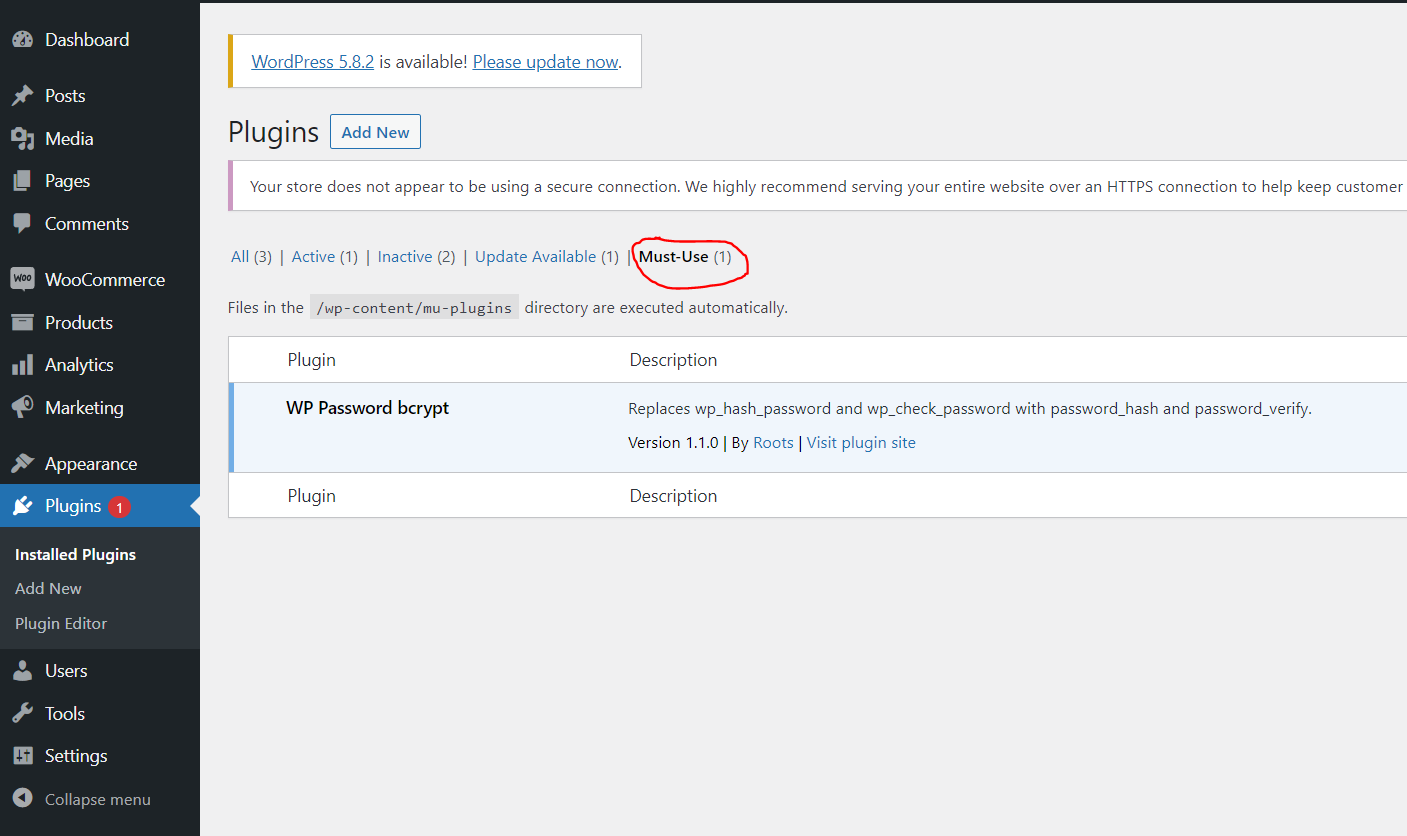 Dashboard
Posts
Media
Pages
Comments
Woo WooCommerce
Products
Analytics
Marketing
Appearance
Plugins 1
Installed Plugins
Add New
Plugin Editor
Users
Tools
Settings
Collapse menu
WordPress 5.8.2 is available! Please update now.
Plugins Add New
Your store does not appear to be using a secure connection. We highly recommend serving your entire website over an HTTPS connection to help keep customer
All (3) | Active (1) | Inactive (2) | Update Available (1) | Must-Use (1)
Files in the /wp-content/mu-plugins directory are executed automatically.
Plugin Description
WP Password bcrypt Replaces wp_hash_password and wp_check_password with password_hash and password_verify.
Version 1.1.0 | By Roots | Visit plugin site
Plugin Description